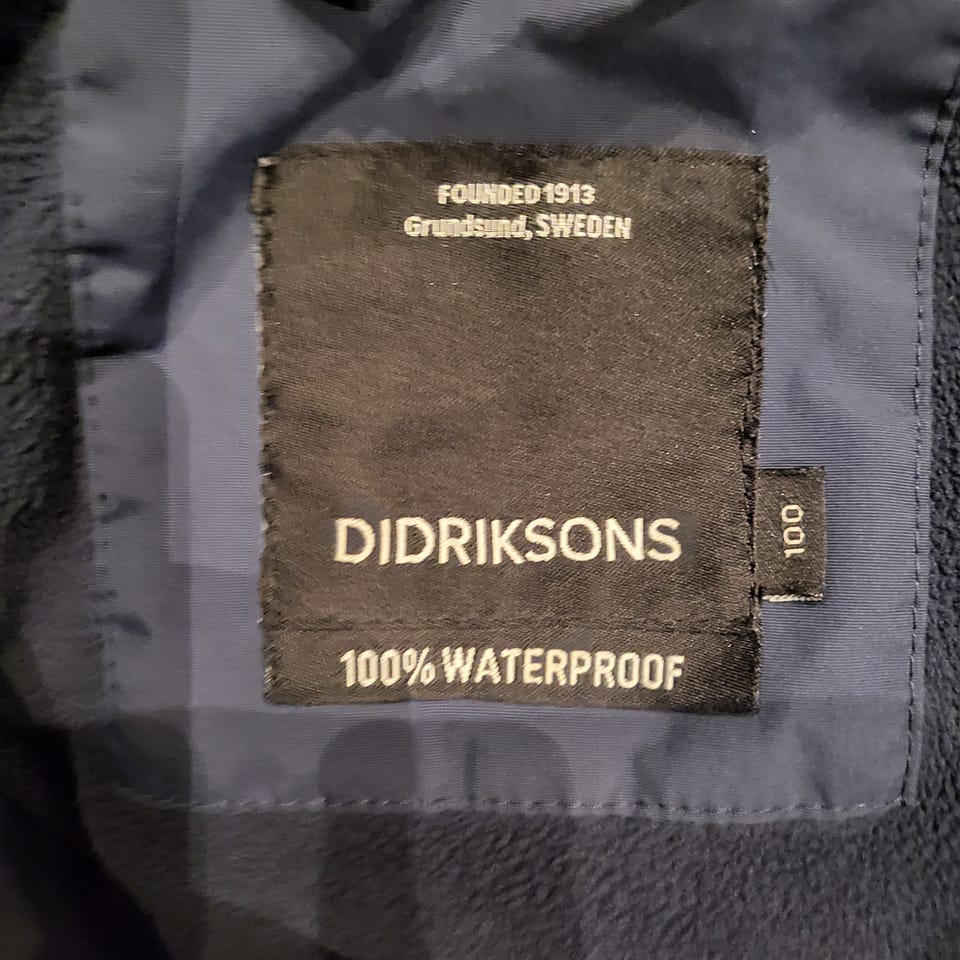 FOUNDED 1913
Grundsund, SWEDEN
DIDRIKSONS
100
100% WATERPROOF